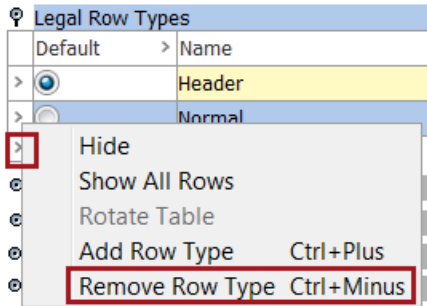 Legal Row Types
Default > Name
> Header
> Normal
>
Hide
Show All Rows
Rotate Table
Add Row Type Ctrl+Plus
Remove Row Type Ctrl+Minus